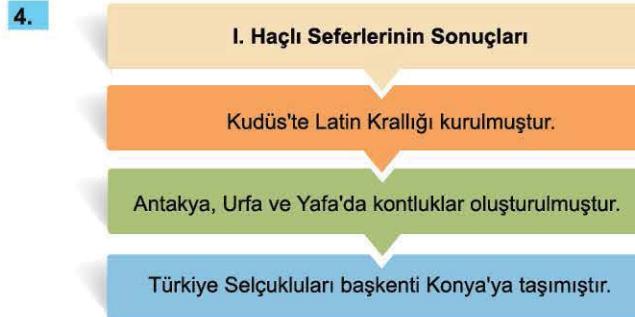 4.
I. Haçlı Seferlerinin Sonuçları
Kudüs'te Latin Krallığı kurulmuştur.
Antakya, Urfa ve Yafa'da kontluklar oluşturulmuştur.
Türkiye Selçukluları başkenti Konya'ya taşımıştır.